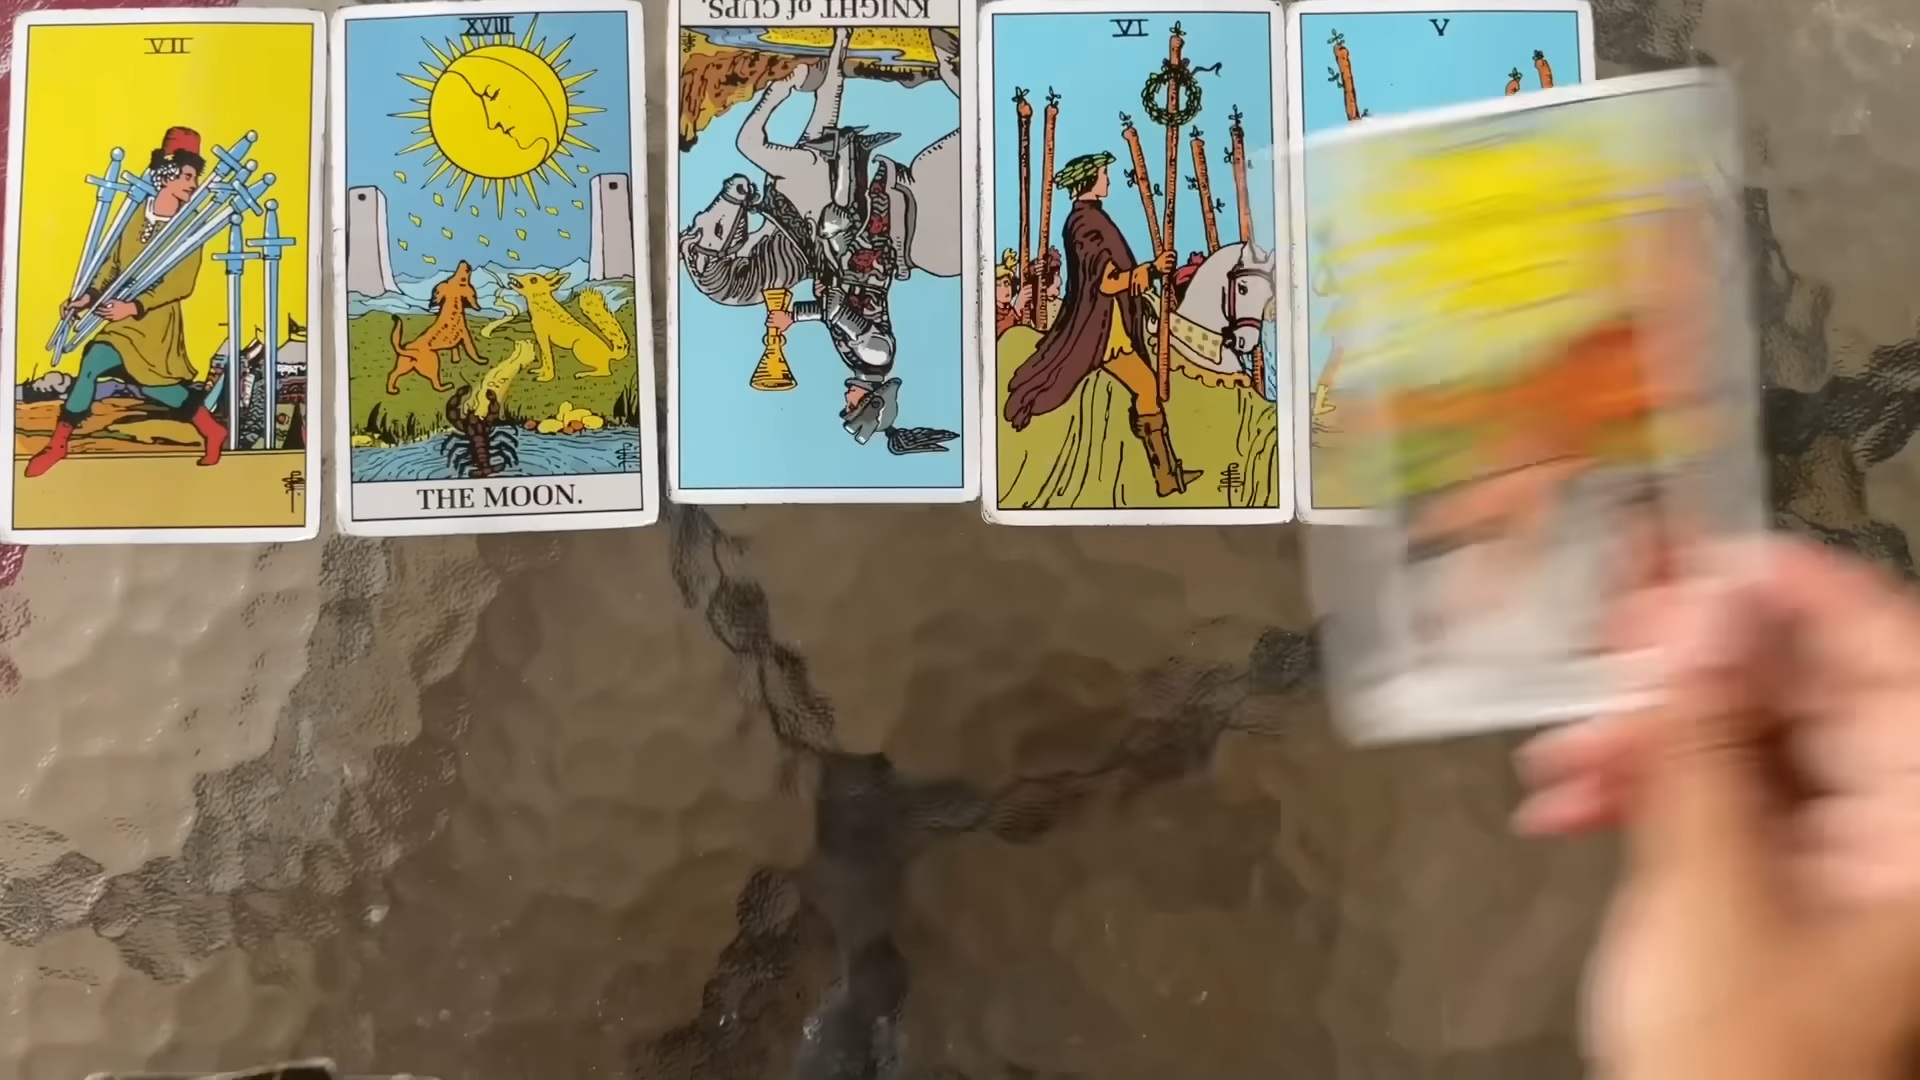 VII
XVIII
THE MOON.
KNIGHT of CUPS.
VI
V